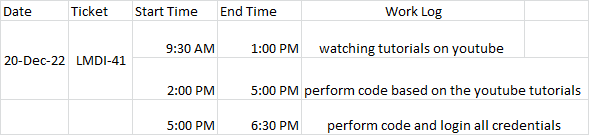 Date Ticket Start Time End Time Work Log
20-Dec-22 LMDI-41 9:30 AM 1:00 PM watching tutorials on youtube
2:00 PM 5:00 PM perform code based on the youtube tutorials
5:00 PM 6:30 PM perform code and login all credentials